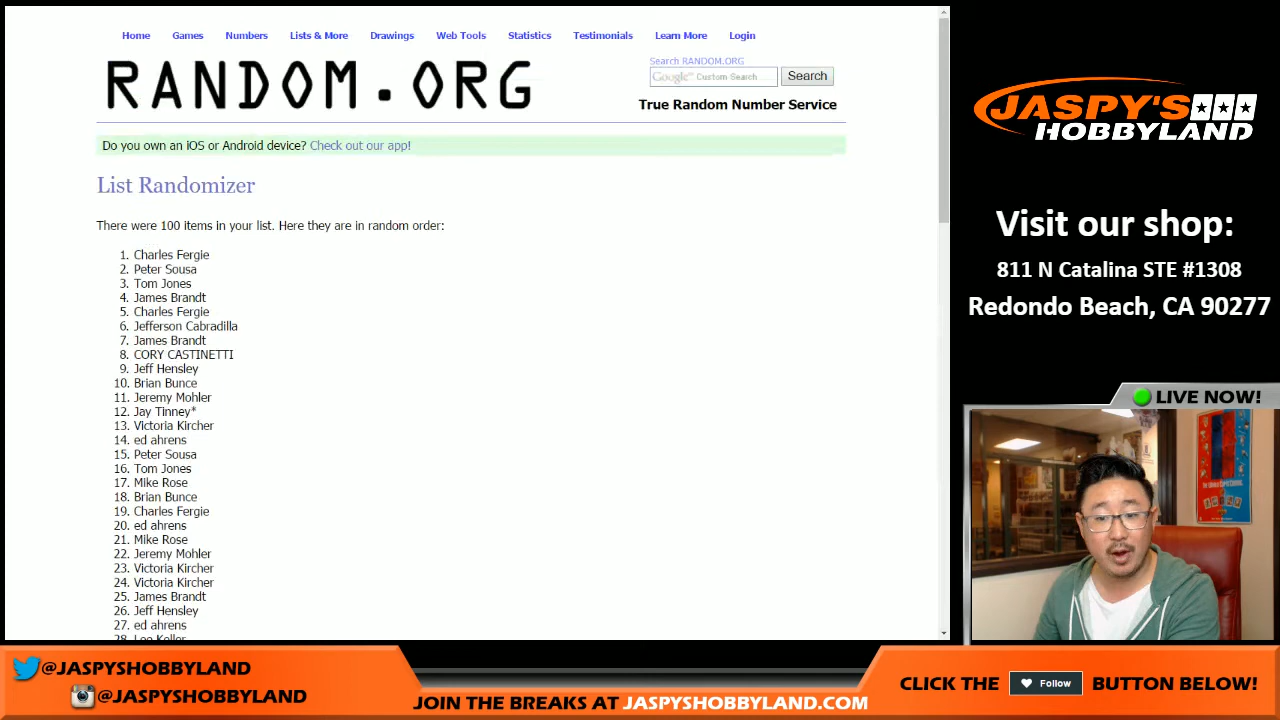 Home Games Numbers Lists & More Drawings Web Tools Statistics Testimonials Learn More Login
RANDOM.ORG
Search RANDOM.ORG
Google Custom Search Search
True Random Number Service
Do you own an iOS or Android device? Check out our app!
List Randomizer
There were 100 items in your list. Here they are in random order:
1. Charles Fergie
2. Peter Sousa
3. Tom Jones
4. James Brandt
5. Charles Fergie
6. Jefferson Cabradilla
7. James Brandt
8. CORY CASTINETTI
9. Jeff Hensley
10. Brian Bunce
11. Jeremy Mohler
12. Jay Tinney*
13. Victoria Kircher
14. ed ahrens
15. Peter Sousa
16. Tom Jones
17. Mike Rose
18. Brian Bunce
19. Charles Fergie
20. ed ahrens
21. Mike Rose
22. Jeremy Mohler
23. Victoria Kircher
24. Victoria Kircher
25. James Brandt
26. Jeff Hensley
27. ed ahrens
JASPY'S
HOBBYLAND
Visit our shop:
811 N Catalina STE #1308
Redondo Beach, CA 90277
LIVE NOW!
@JASPYSHOBBYLAND
@JASPYSHOBBYLAND
JOIN THE BREAKS AT JASPYSHOBBYLAND.COM
CLICK THE Follow BUTTON BELOW!